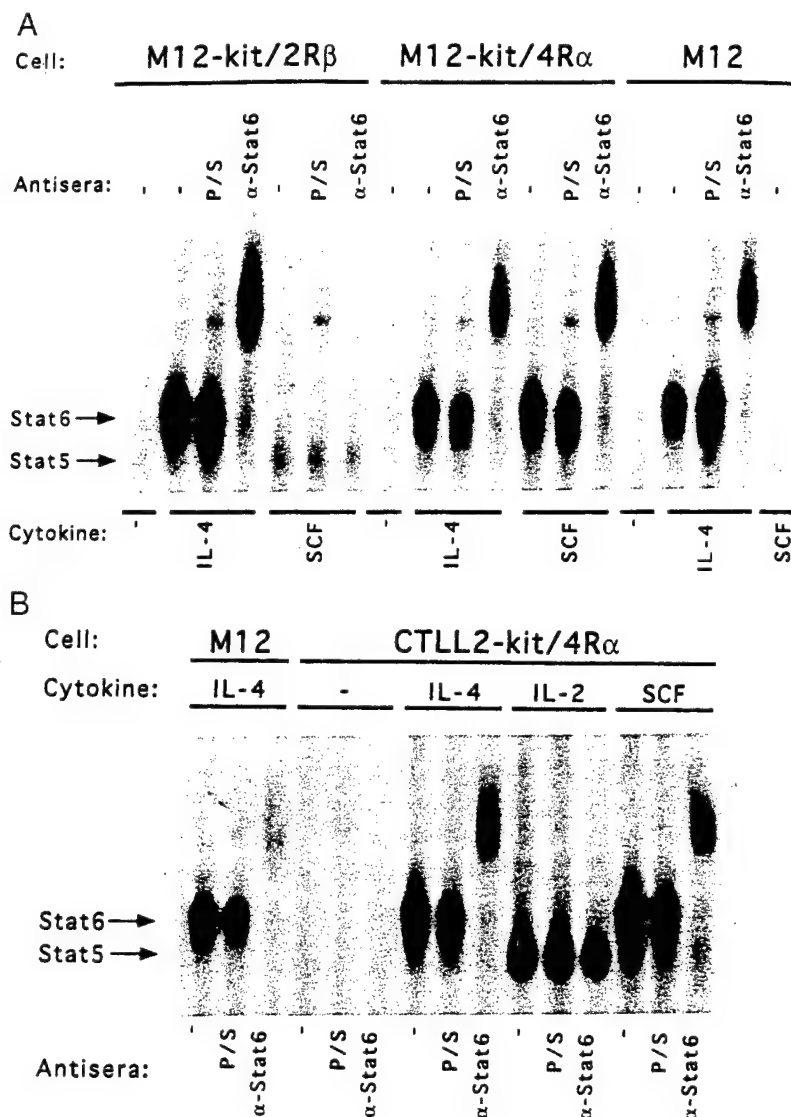 A
Cell: M12-kit/2Rβ M12-kit/4Rα M12
Antisera: - - P/S α-Stat6 - P/S α-Stat6 - - P/S α-Stat6 - P/S α-Stat6 - - P/S α-Stat6 -
Stat6
Stat5
Cytokine: - IL-4 SCF - IL-4 SCF - IL-4 SCF
B
Cell: M12 CTLL2-kit/4Rα
Cytokine: IL-4 - IL-4 IL-2 SCF
Stat6
Stat5
Antisera: - P/S α-Stat6 - P/S α-Stat6 - P/S α-Stat6 - P/S α-Stat6 - P/S α-Stat6